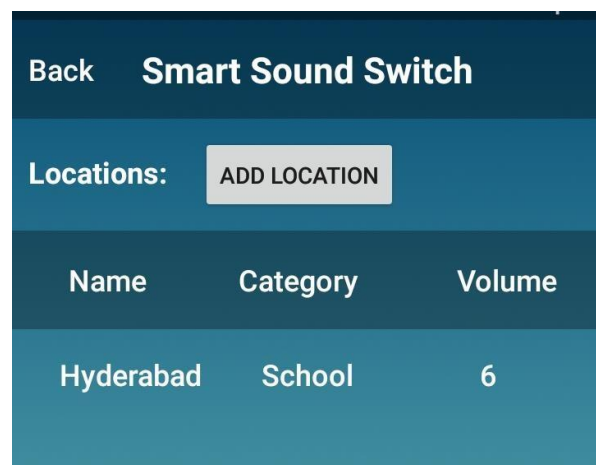 Back Smart Sound Switch
Locations: ADD LOCATION
Name Category Volume
Hyderabad School 6